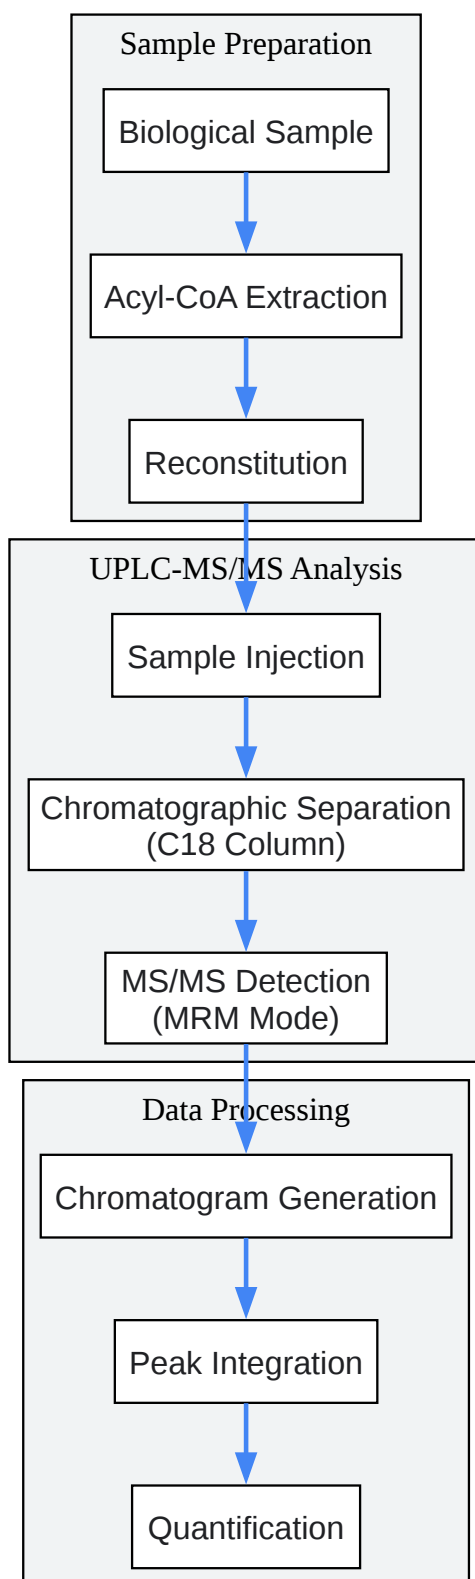 Sample Preparation
Biological Sample
Acyl-CoA Extraction
Reconstitution
UPLC-MS/MS Analysis
Sample Injection
Chromatographic Separation
(C18 Column)
MS/MS Detection
(MRM Mode)
Data Processing
Chromatogram Generation
Peak Integration
Quantification